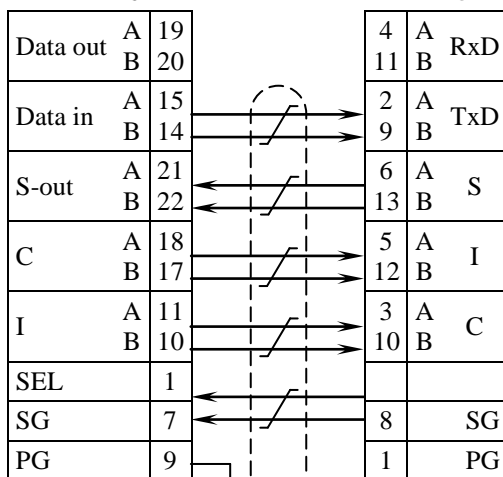 Data out A 19 4 A RxD
B 20 11 B
Data in A 15 2 A TxD
B 14 9 B
S-out A 21 6 A S
B 22 13 B
C A 18 5 A I
B 17 12 B
I A 11 3 A C
B 10 10 B
SEL 1
SG 7 8 SG
PG 9 1 PG